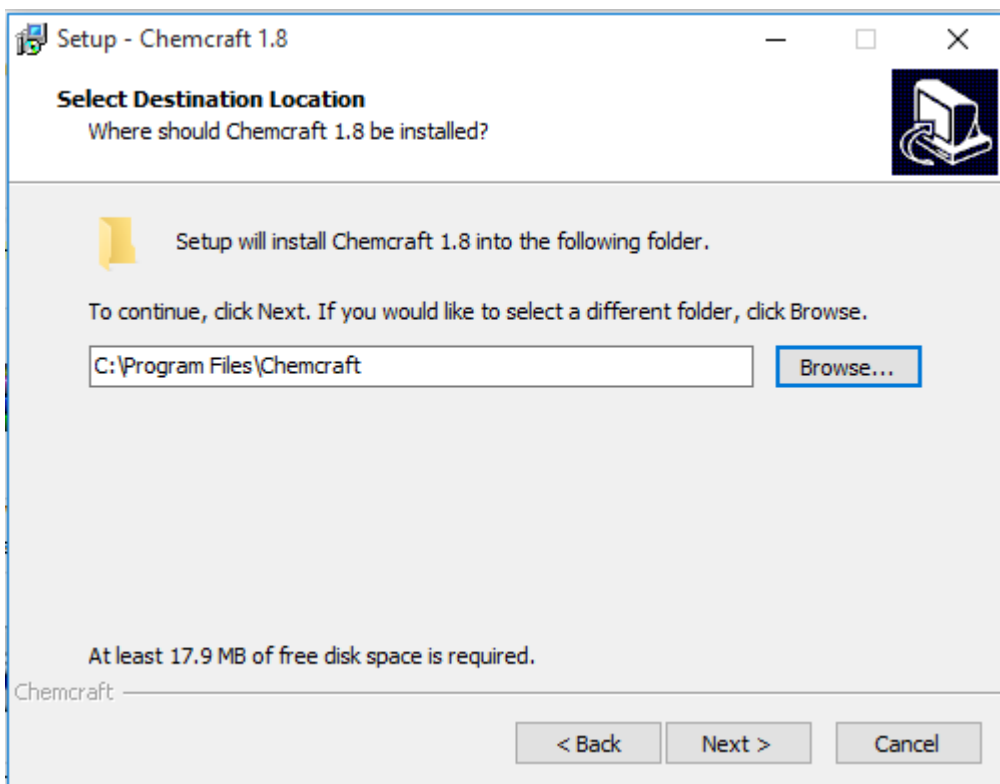 Setup - Chemcraft 1.8
Select Destination Location
Where should Chemcraft 1.8 be installed?
Setup will install Chemcraft 1.8 into the following folder.
To continue, click Next. If you would like to select a different folder, click Browse.
C:\Program Files\Chemcraft
Browse...
At least 17.9 MB of free disk space is required.
Chemcraft
< Back
Next >
Cancel